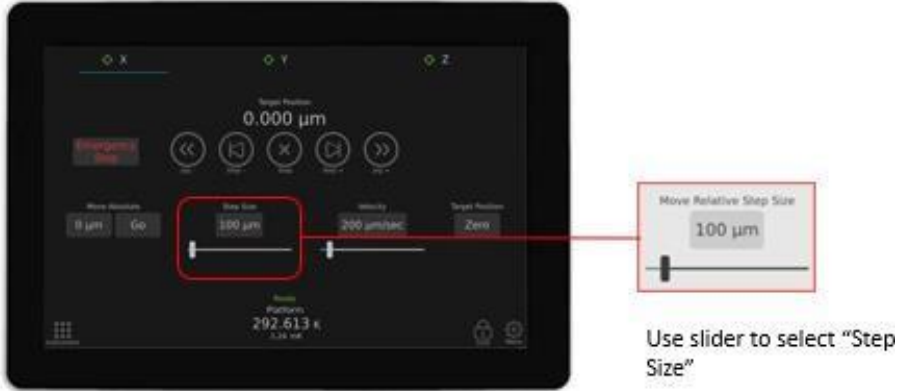 X
Y
Z
Target Position
0.000 µm
Emergency
Stop
Move Absolute
0 µm
Go
Step Size
100 µm
Velocity
200 µm/sec
Target Position
Zero
Move Relative Step Size
100 µm
Ready
Platform
292.613 K
Use slider to select “Step
Size”